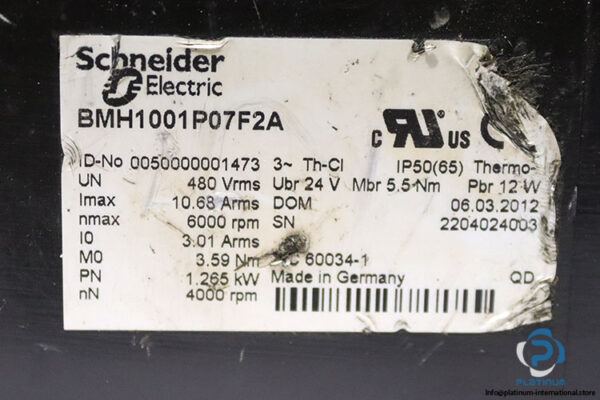 Schneider
Electric
BMH1001P07F2A
c RU US C
ID-No 0050000001473 3~ Th-Cl IP50(65) Thermo-
UN 480 Vrms Ubr 24 V Mbr 5.5 Nm Pbr 12 W
Imax 10.68 Arms DOM 06.03.2012
nmax 6000 rpm SN 2204024003
I0 3.01 Arms
M0 3.59 Nm 60034-1
PN 1.265 kW Made in Germany QD
nN 4000 rpm
PLATINUM
info@platinum-international.store